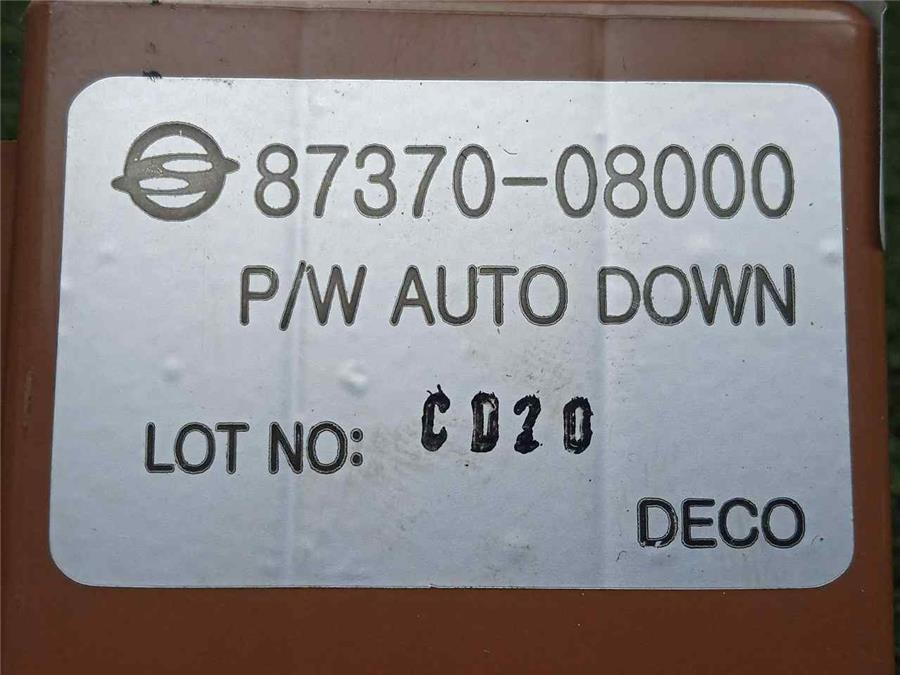 87370-08000
P/W AUTO DOWN
LOT NO: CD20
DECO